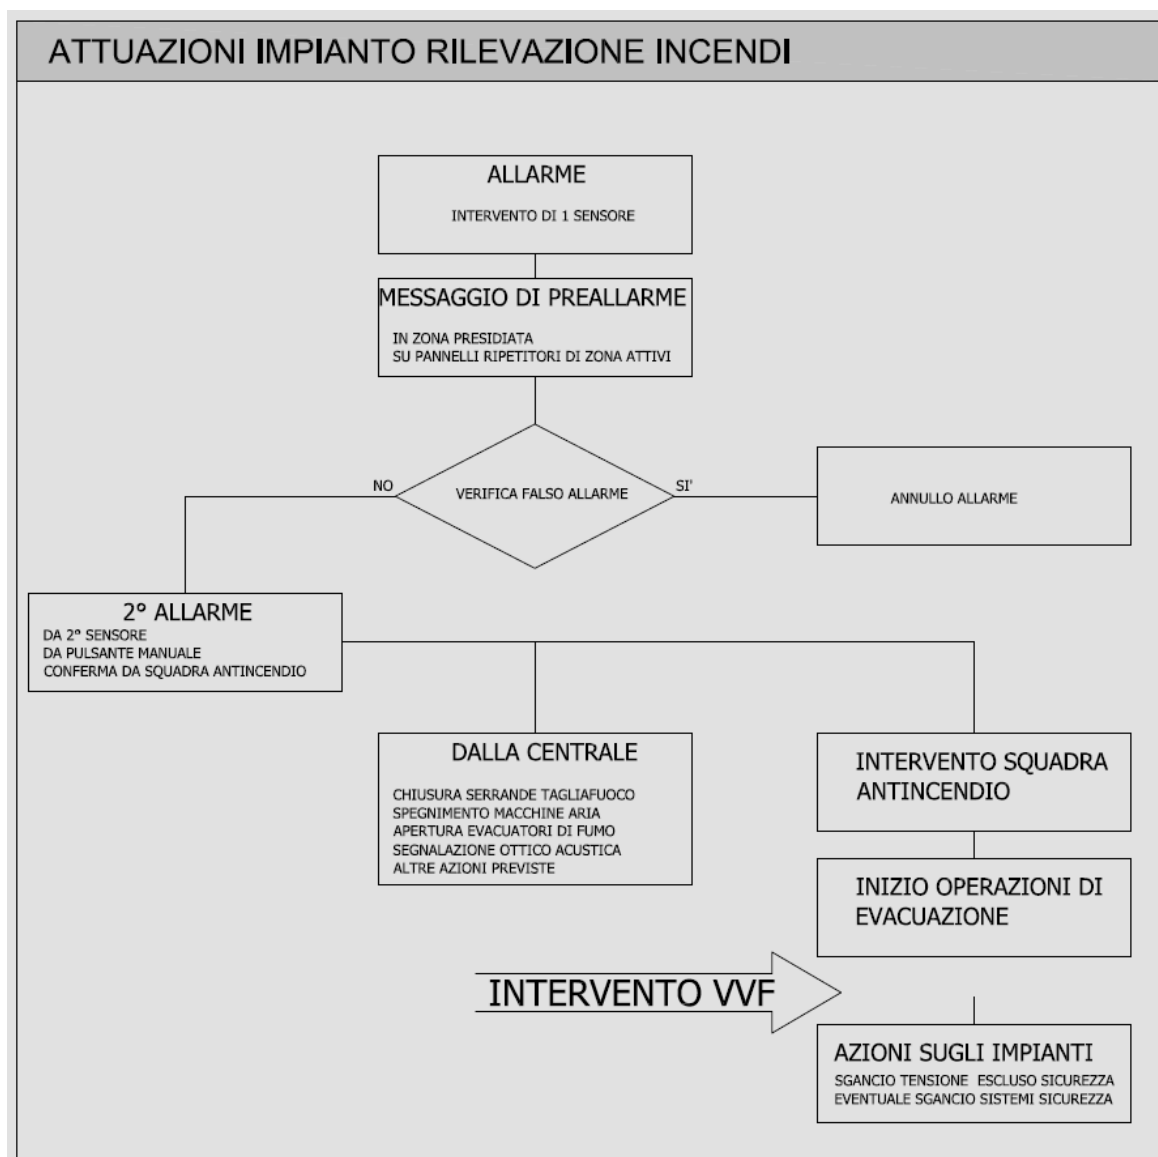 ATTUAZIONI IMPIANTO RILEVAZIONE INCENDI
ALLARME
INTERVENTO DI 1 SENSORE
MESSAGGIO DI PREALLARME
IN ZONA PRESIDIATA
SU PANNELLI RIPETITORI DI ZONA ATTIVI
NO
VERIFICA FALSO ALLARME
SI'
ANNULLO ALLARME
2° ALLARME
DA 2° SENSORE
DA PULSANTE MANUALE
CONFERMA DA SQUADRA ANTINCENDIO
DALLA CENTRALE
CHIUSURA SERRANDE TAGLIAFUOCO
SPEGNIMENTO MACCHINE ARIA
APERTURA EVACUATORI DI FUMO
SEGNALAZIONE OTTICO ACUSTICA
ALTRE AZIONI PREVISTE
INTERVENTO SQUADRA
ANTINCENDIO
INIZIO OPERAZIONI DI
EVACUAZIONE
INTERVENTO VVF
AZIONI SUGLI IMPIANTI
SGANCIO TENSIONE ESCLUSO SICUREZZA
EVENTUALE SGANCIO SISTEMI SICUREZZA